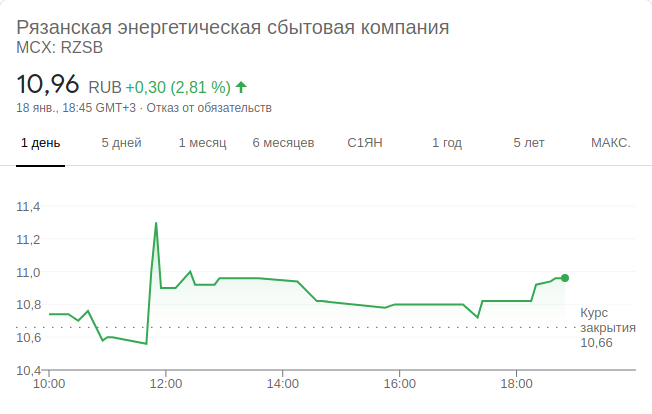 Рязанская энергетическая сбытовая компания
MCX: RZSB
10,96 RUB +0,30 (2,81 %)
18 янв., 18:45 GMT+3 · Отказ от обязательств
1 день 5 дней 1 месяц 6 месяцев С1ЯН 1 год 5 лет МАКС.
11,4
11,2
11,0
10,8
10,6
10,4
Курс
закрытия
10,66
10:00 12:00 14:00 16:00 18:00